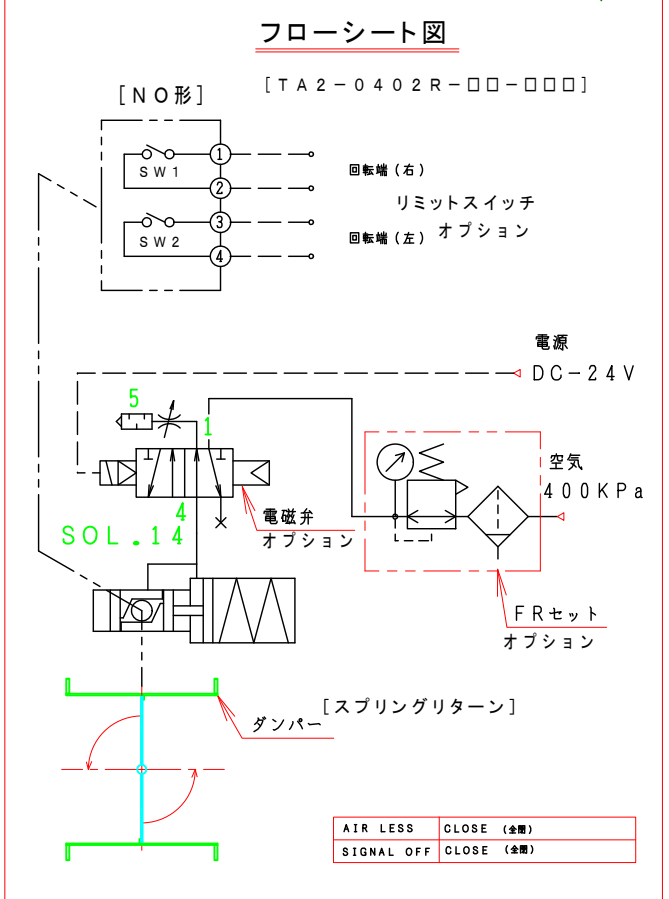 フローシート図
[TA2-0402R-□□-□□□]
[NO形]
1
SW1
2
回転端(右)
リミットスイッチ
オプション
3
SW2
4
回転端(左)
電源
DC-24V
5
1
空気
400KPa
4
電磁弁
オプション
SOL.14
FRセット
オプション
[スプリングリターン]
ダンパー
AIR LESS CLOSE (全閉)
SIGNAL OFF CLOSE (全閉)